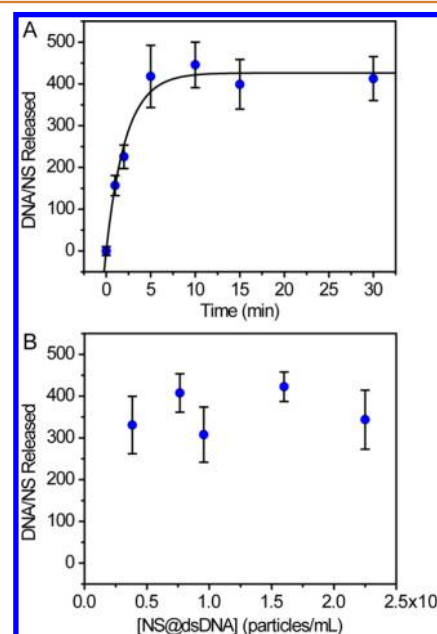 A
500
400
300
200
100
0
DNA/NS Released
0 5 10 15 20 25 30
Time (min)
B
500
400
300
200
100
0
DNA/NS Released
0.0 0.5 1.0 1.5 2.0 2.5x10
[NS@dsDNA] (particles/mL)